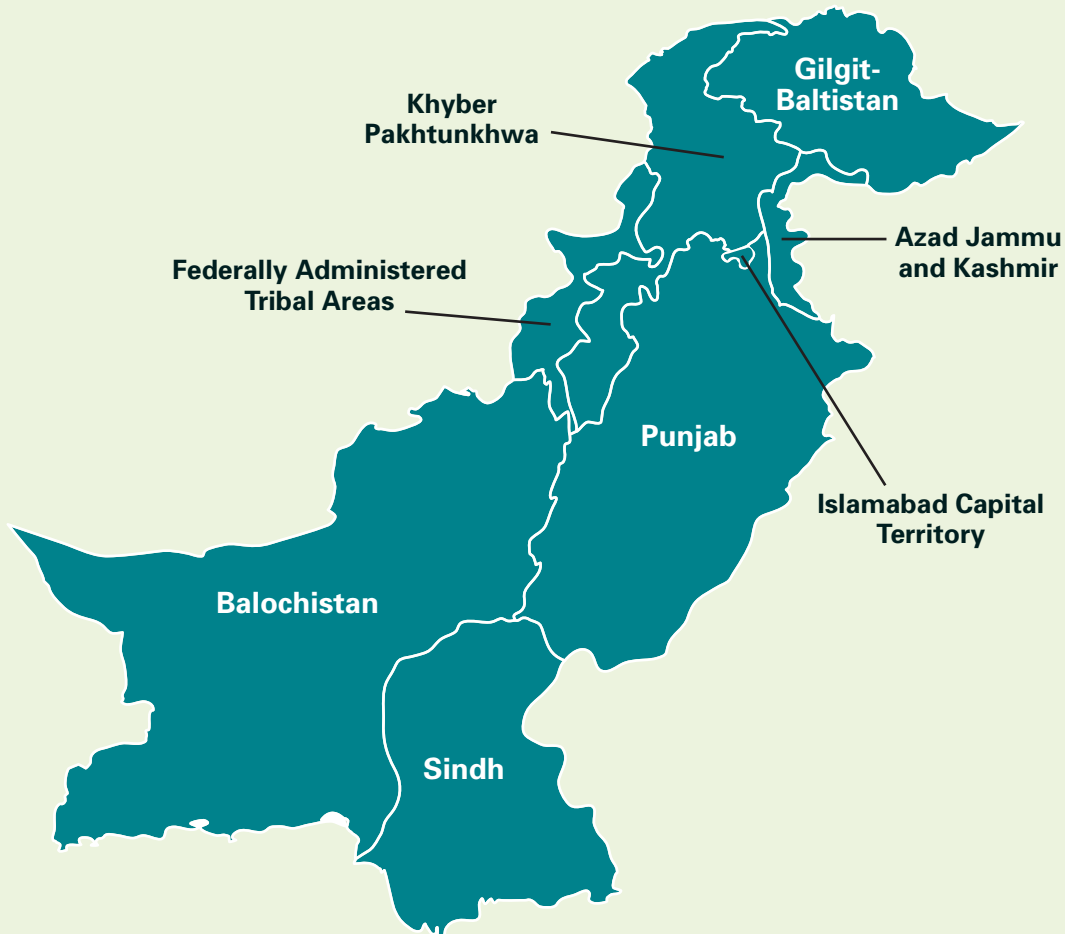 Gilgit-
Baltistan
Khyber
Pakhtunkhwa
Azad Jammu
and Kashmir
Federally Administered
Tribal Areas
Punjab
Islamabad Capital
Territory
Balochistan
Sindh